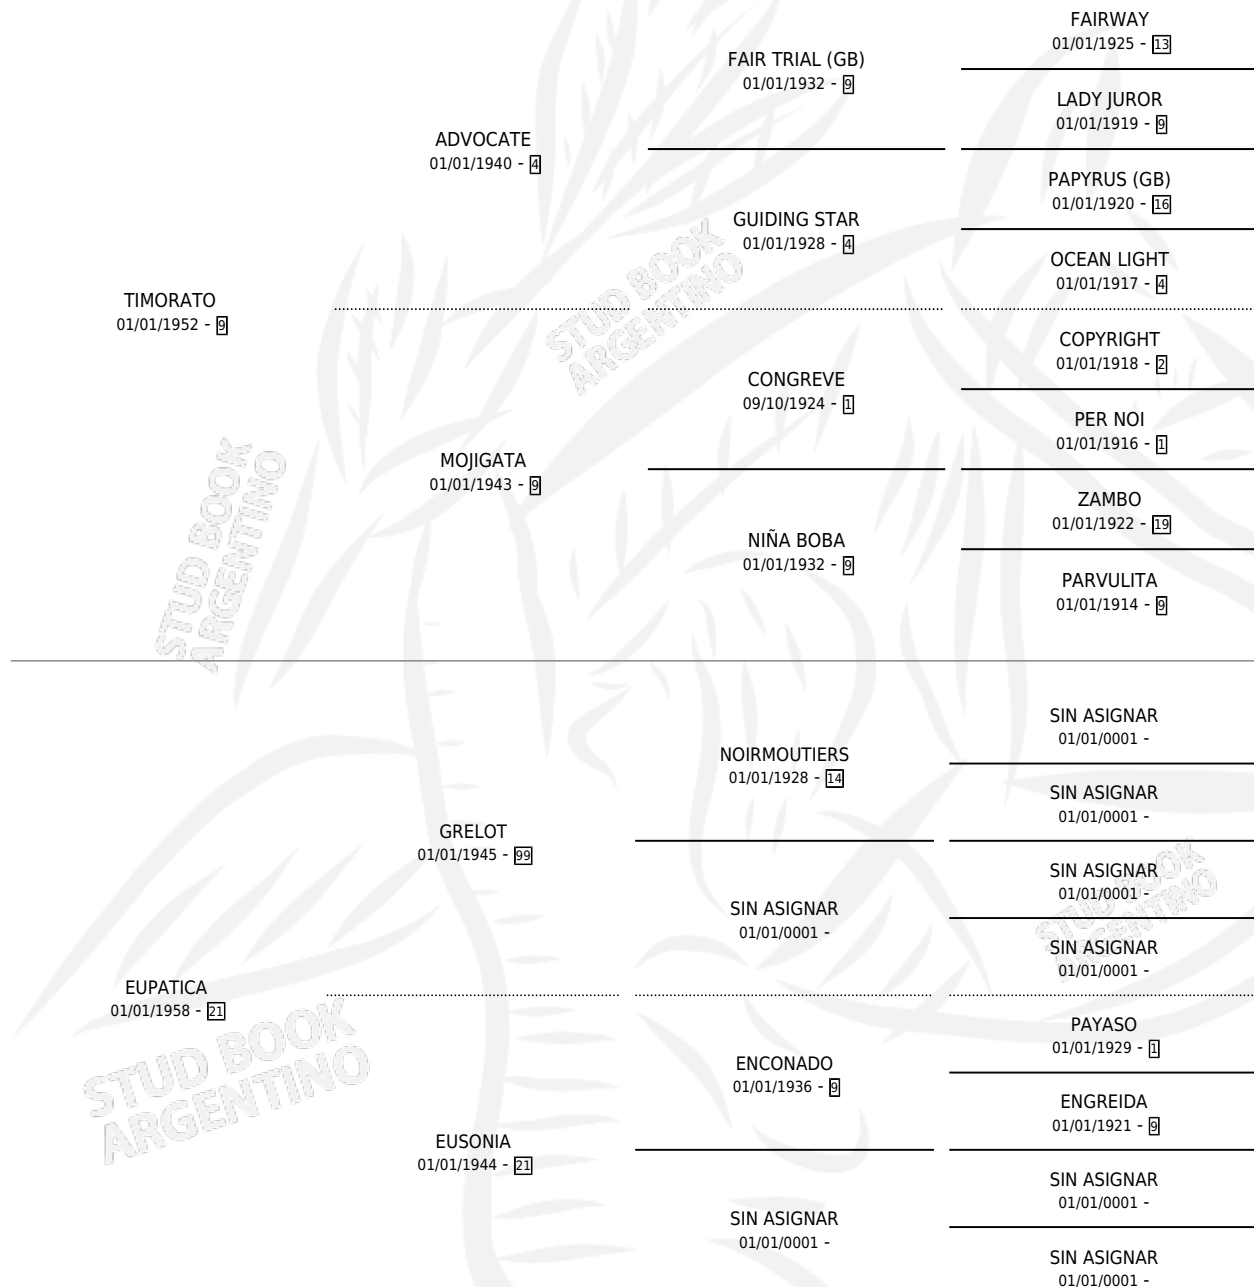 FAIRWAY
01/01/1925 - 13
FAIR TRIAL (GB)
01/01/1932 - 9
LADY JUROR
01/01/1919 - 9
ADVOCATE
01/01/1940 - 4
PAPYRUS (GB)
01/01/1920 - 16
GUIDING STAR
01/01/1928 - 4
OCEAN LIGHT
01/01/1917 - 4
TIMORATO
01/01/1952 - 9
COPYRIGHT
01/01/1918 - 2
CONGREVE
09/10/1924 - 1
PER NOI
01/01/1916 - 1
MOJIGATA
01/01/1943 - 9
ZAMBO
01/01/1922 - 19
NIÑA BOBA
01/01/1932 - 9
PARVULITA
01/01/1914 - 9
STUD BOOK
ARGENTINO
STUD BOOK
ARGENTINO
SIN ASIGNAR
01/01/0001 -
NOIRMOUTIERS
01/01/1928 - 14
SIN ASIGNAR
01/01/0001 -
GRELOT
01/01/1945 - 99
SIN ASIGNAR
01/01/0001 -
SIN ASIGNAR
01/01/0001 -
SIN ASIGNAR
01/01/0001 -
EUPATICA
01/01/1958 - 21
PAYASO
01/01/1929 - 1
ENCONADO
01/01/1936 - 9
ENGREIDA
01/01/1921 - 9
EUSONIA
01/01/1944 - 21
SIN ASIGNAR
01/01/0001 -
SIN ASIGNAR
01/01/0001 -
SIN ASIGNAR
01/01/0001 -
STUD BOOK
ARGENTINO
STUD BOOK
ARGENTINO